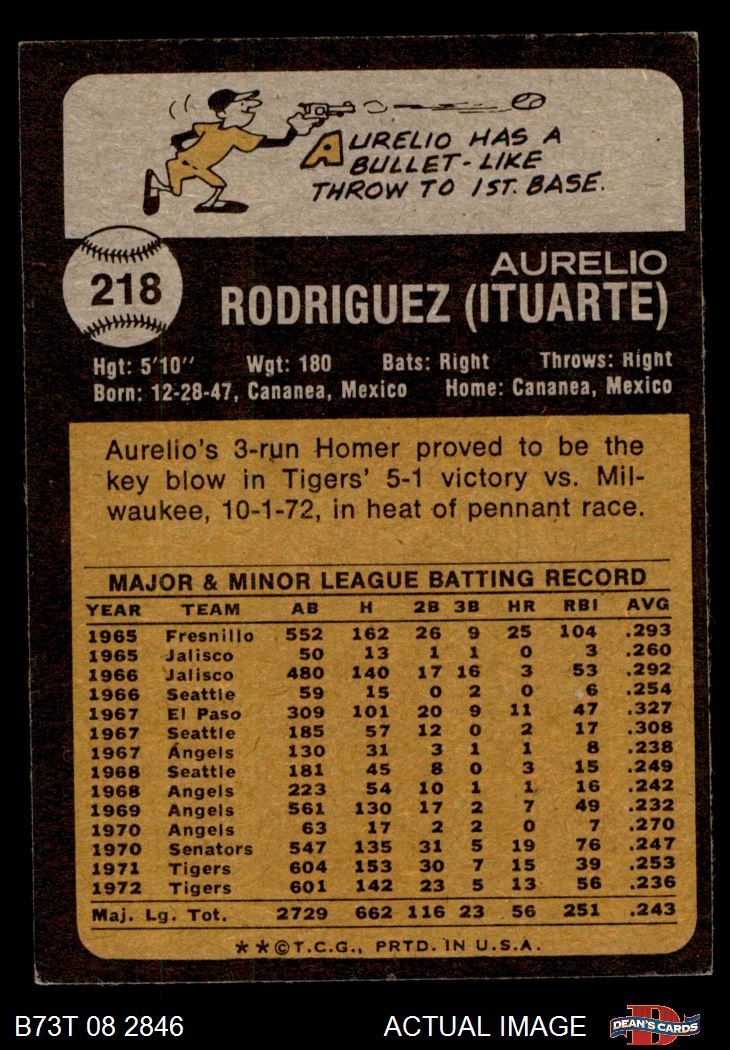 AURELIO HAS A
BULLET-LIKE
THROW TO 1ST. BASE.
218
AURELIO
RODRIGUEZ (ITUARTE)
Hgt: 5'10" Wgt: 180 Bats: Right Throws: Right
Born: 12-28-47, Cananea, Mexico Home: Cananea, Mexico
Aurelio's 3-run Homer proved to be the
key blow in Tigers' 5-1 victory vs. Mil-
waukee, 10-1-72, in heat of pennant race.
MAJOR & MINOR LEAGUE BATTING RECORD
YEAR TEAM AB H 2B 3B HR RBI AVG
1965 Fresnillo 552 162 26 9 25 104 .293
1965 Jalisco 50 13 1 1 0 3 .260
1966 Jalisco 480 140 17 16 3 53 .292
1966 Seattle 59 15 0 2 0 6 .254
1967 El Paso 309 101 20 9 11 47 .327
1967 Seattle 185 57 12 0 2 17 .308
1967 Angels 130 31 3 1 1 8 .238
1968 Seattle 181 45 8 0 3 15 .249
1968 Angels 223 54 10 1 1 16 .242
1969 Angels 561 130 17 2 7 49 .232
1970 Angels 63 17 2 2 0 7 .270
1970 Senators 547 135 31 5 19 76 .247
1971 Tigers 604 153 30 7 15 39 .253
1972 Tigers 601 142 23 5 13 56 .236
Maj. Lg. Tot. 2729 662 116 23 56 251 .243
**©T.C.G., PRTD. IN U.S.A.
B73T 08 2846 ACTUAL IMAGE
DEAN'S CARDS